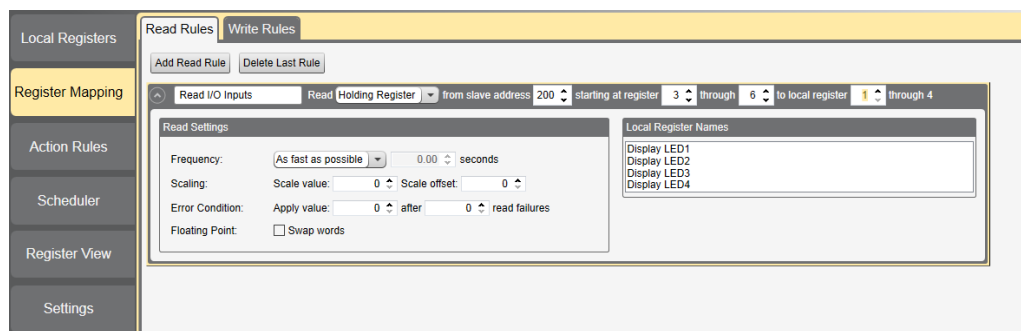 Local Registers
Register Mapping
Action Rules
Scheduler
Register View
Settings
Read Rules Write Rules
Add Read Rule Delete Last Rule
Read I/O Inputs Read Holding Register from slave address 200 starting at register 3 through 6 to local register 1 through 4
Read Settings
Frequency: As fast as possible 0.00 seconds
Scaling: Scale value: 0 Scale offset: 0
Error Condition: Apply value: 0 after 0 read failures
Floating Point: Swap words
Local Register Names
Display LED1
Display LED2
Display LED3
Display LED4